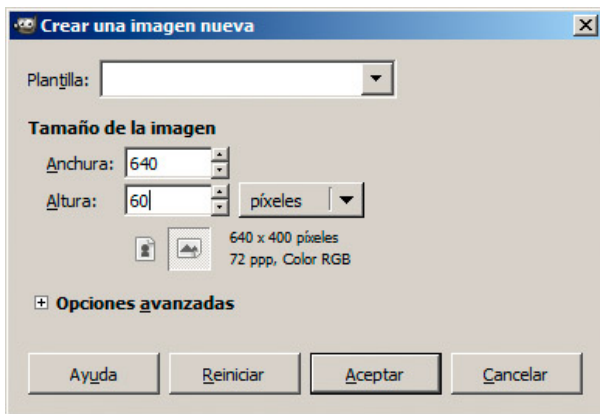 Crear una imagen nueva
Plantilla:
Tamaño de la imagen
Anchura: 640
Altura: 60 píxeles
640 x 400 píxeles
72 ppp, Color RGB
Opciones avanzadas
Ayuda Reiniciar Aceptar Cancelar